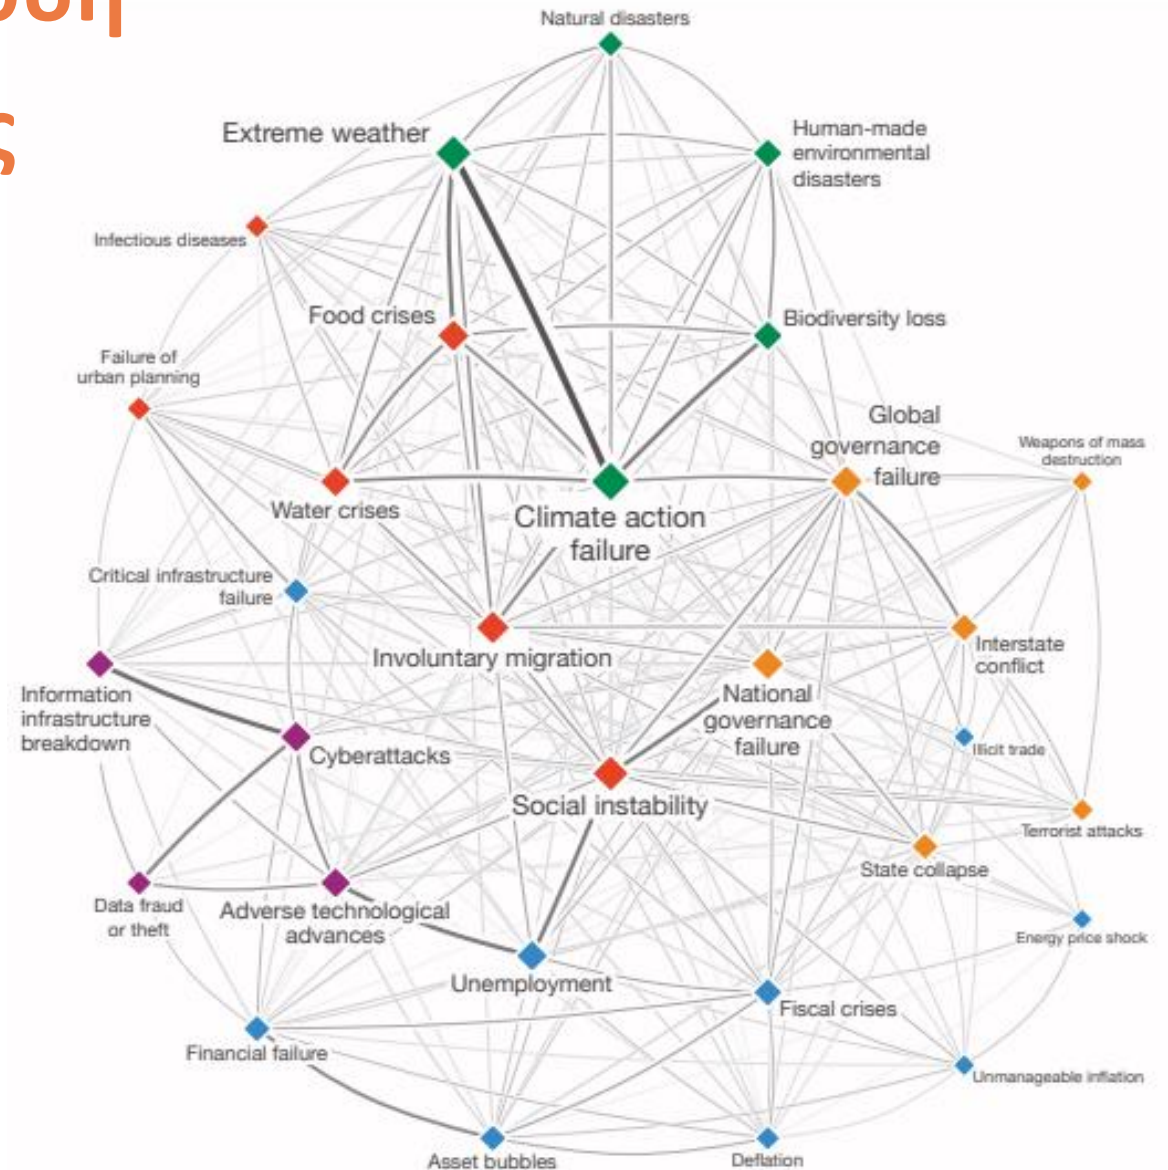 Natural disasters
Extreme weather
Human-made
environmental
disasters
Infectious diseases
Food crises
Biodiversity loss
Failure of
urban planning
Global
governance
failure
Weapons of mass
destruction
Water crises
Climate action
failure
Critical infrastructure
failure
Involuntary migration
Interstate
conflict
Information
infrastructure
breakdown
National
governance
failure
Cyberattacks
Illicit trade
Social instability
Terrorist attacks
State collapse
Data fraud
or theft
Adverse technological
advances
Energy price shock
Unemployment
Fiscal crises
Financial failure
Unmanageable inflation
Asset bubbles
Deflation